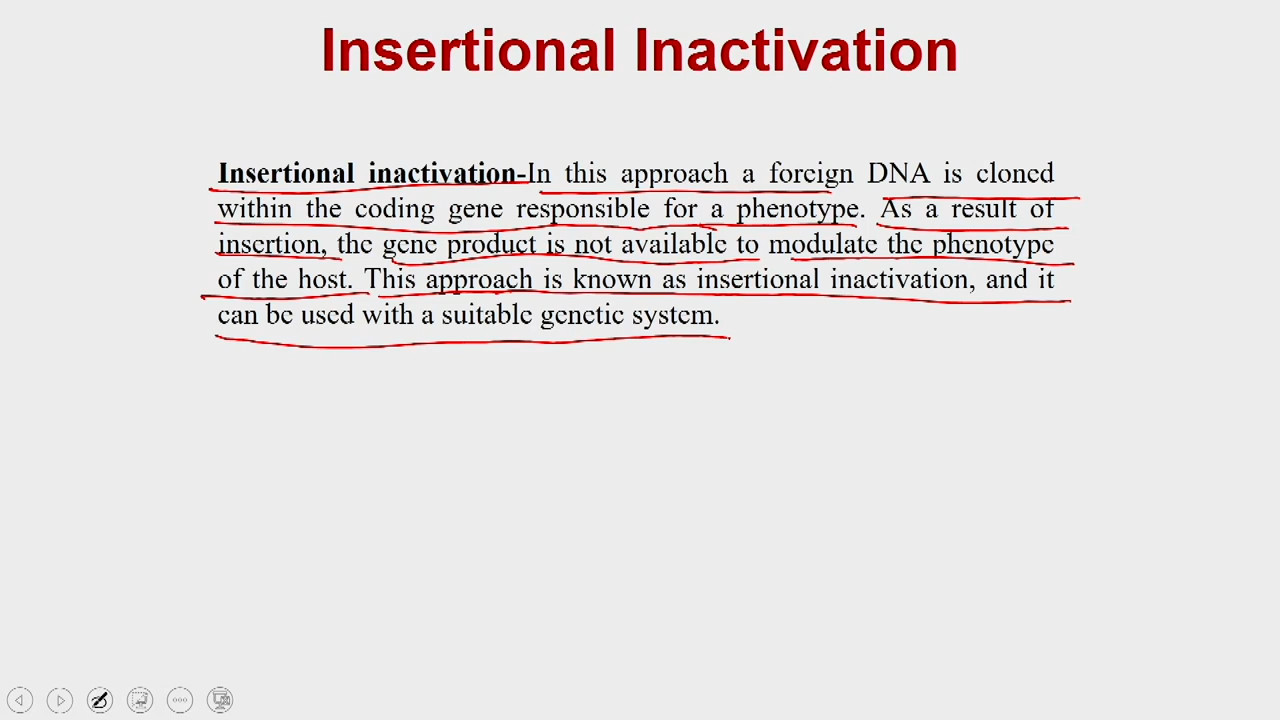 Insertional Inactivation
Insertional inactivation-In this approach a foreign DNA is cloned
within the coding gene responsible for a phenotype. As a result of
insertion, the gene product is not available to modulate the phenotype
of the host. This approach is known as insertional inactivation, and it
can be used with a suitable genetic system.